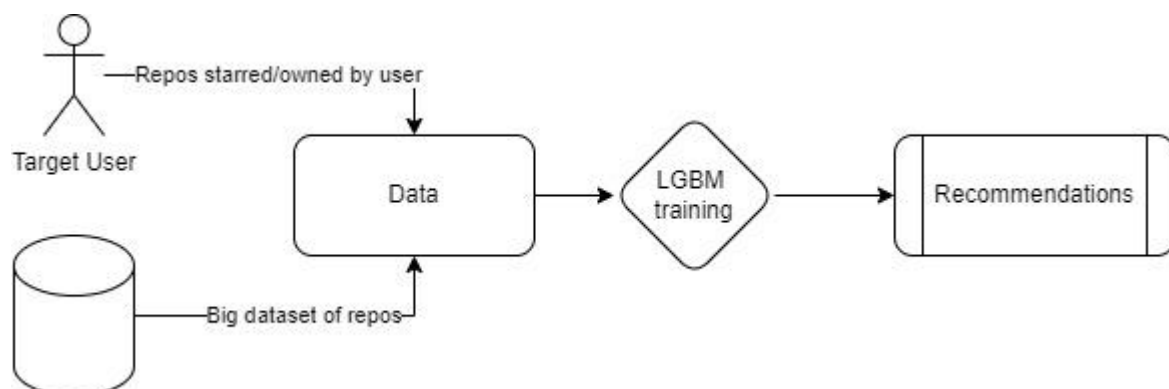 Repos starred/owned by user
Target User
Data
LGBM
training
Recommendations
Big dataset of repos